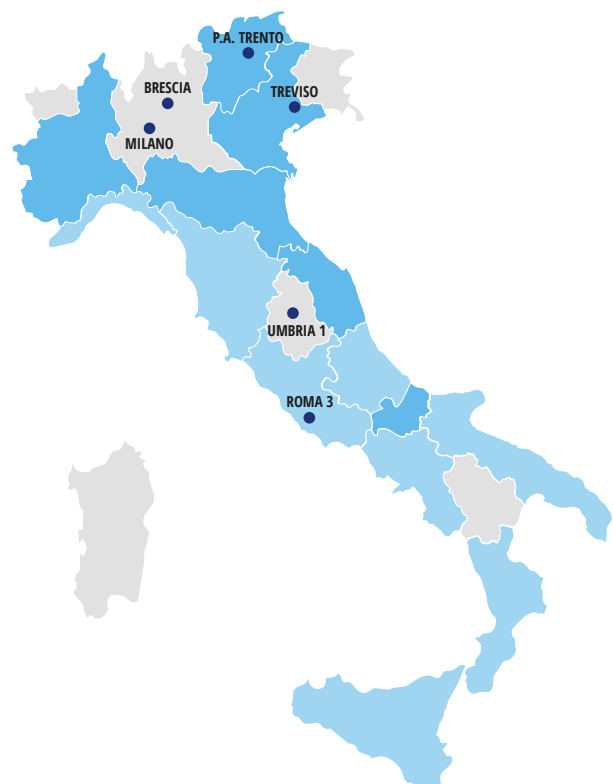 P.A. TRENTO
BRESCIA
TREVISO
MILANO
UMBRIA 1
ROMA 3